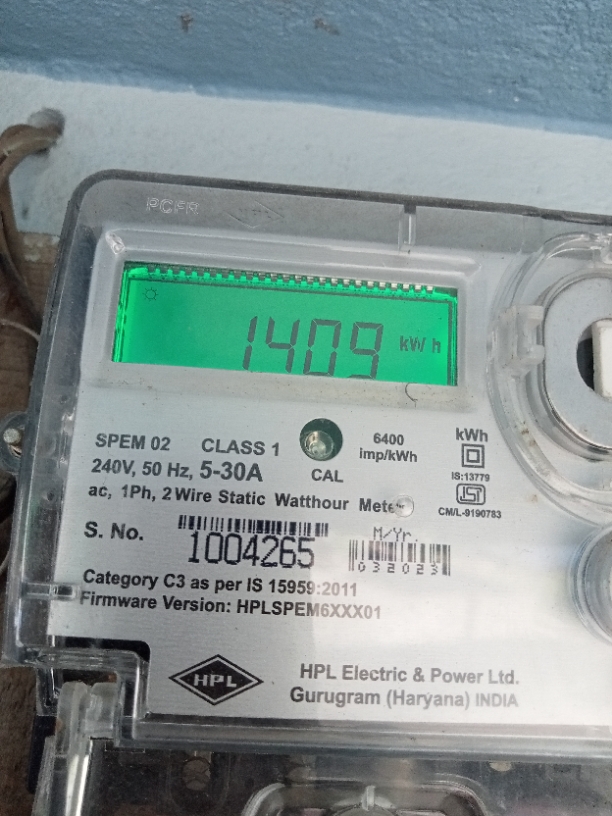 PCFR
1409 kWh
SPEM 02 CLASS 1
240V, 50 Hz, 5-30A
CAL
6400
imp/kWh
kWh
IS:13779
ISI
CM/L-9190783
ac, 1Ph, 2 Wire Static Watthour Meter
S. No. 1004265
M/Yr.
032023
Category C3 as per IS 15959:2011
Firmware Version: HPLSPEM6XXX01
HPL
HPL Electric & Power Ltd.
Gurugram (Haryana) INDIA